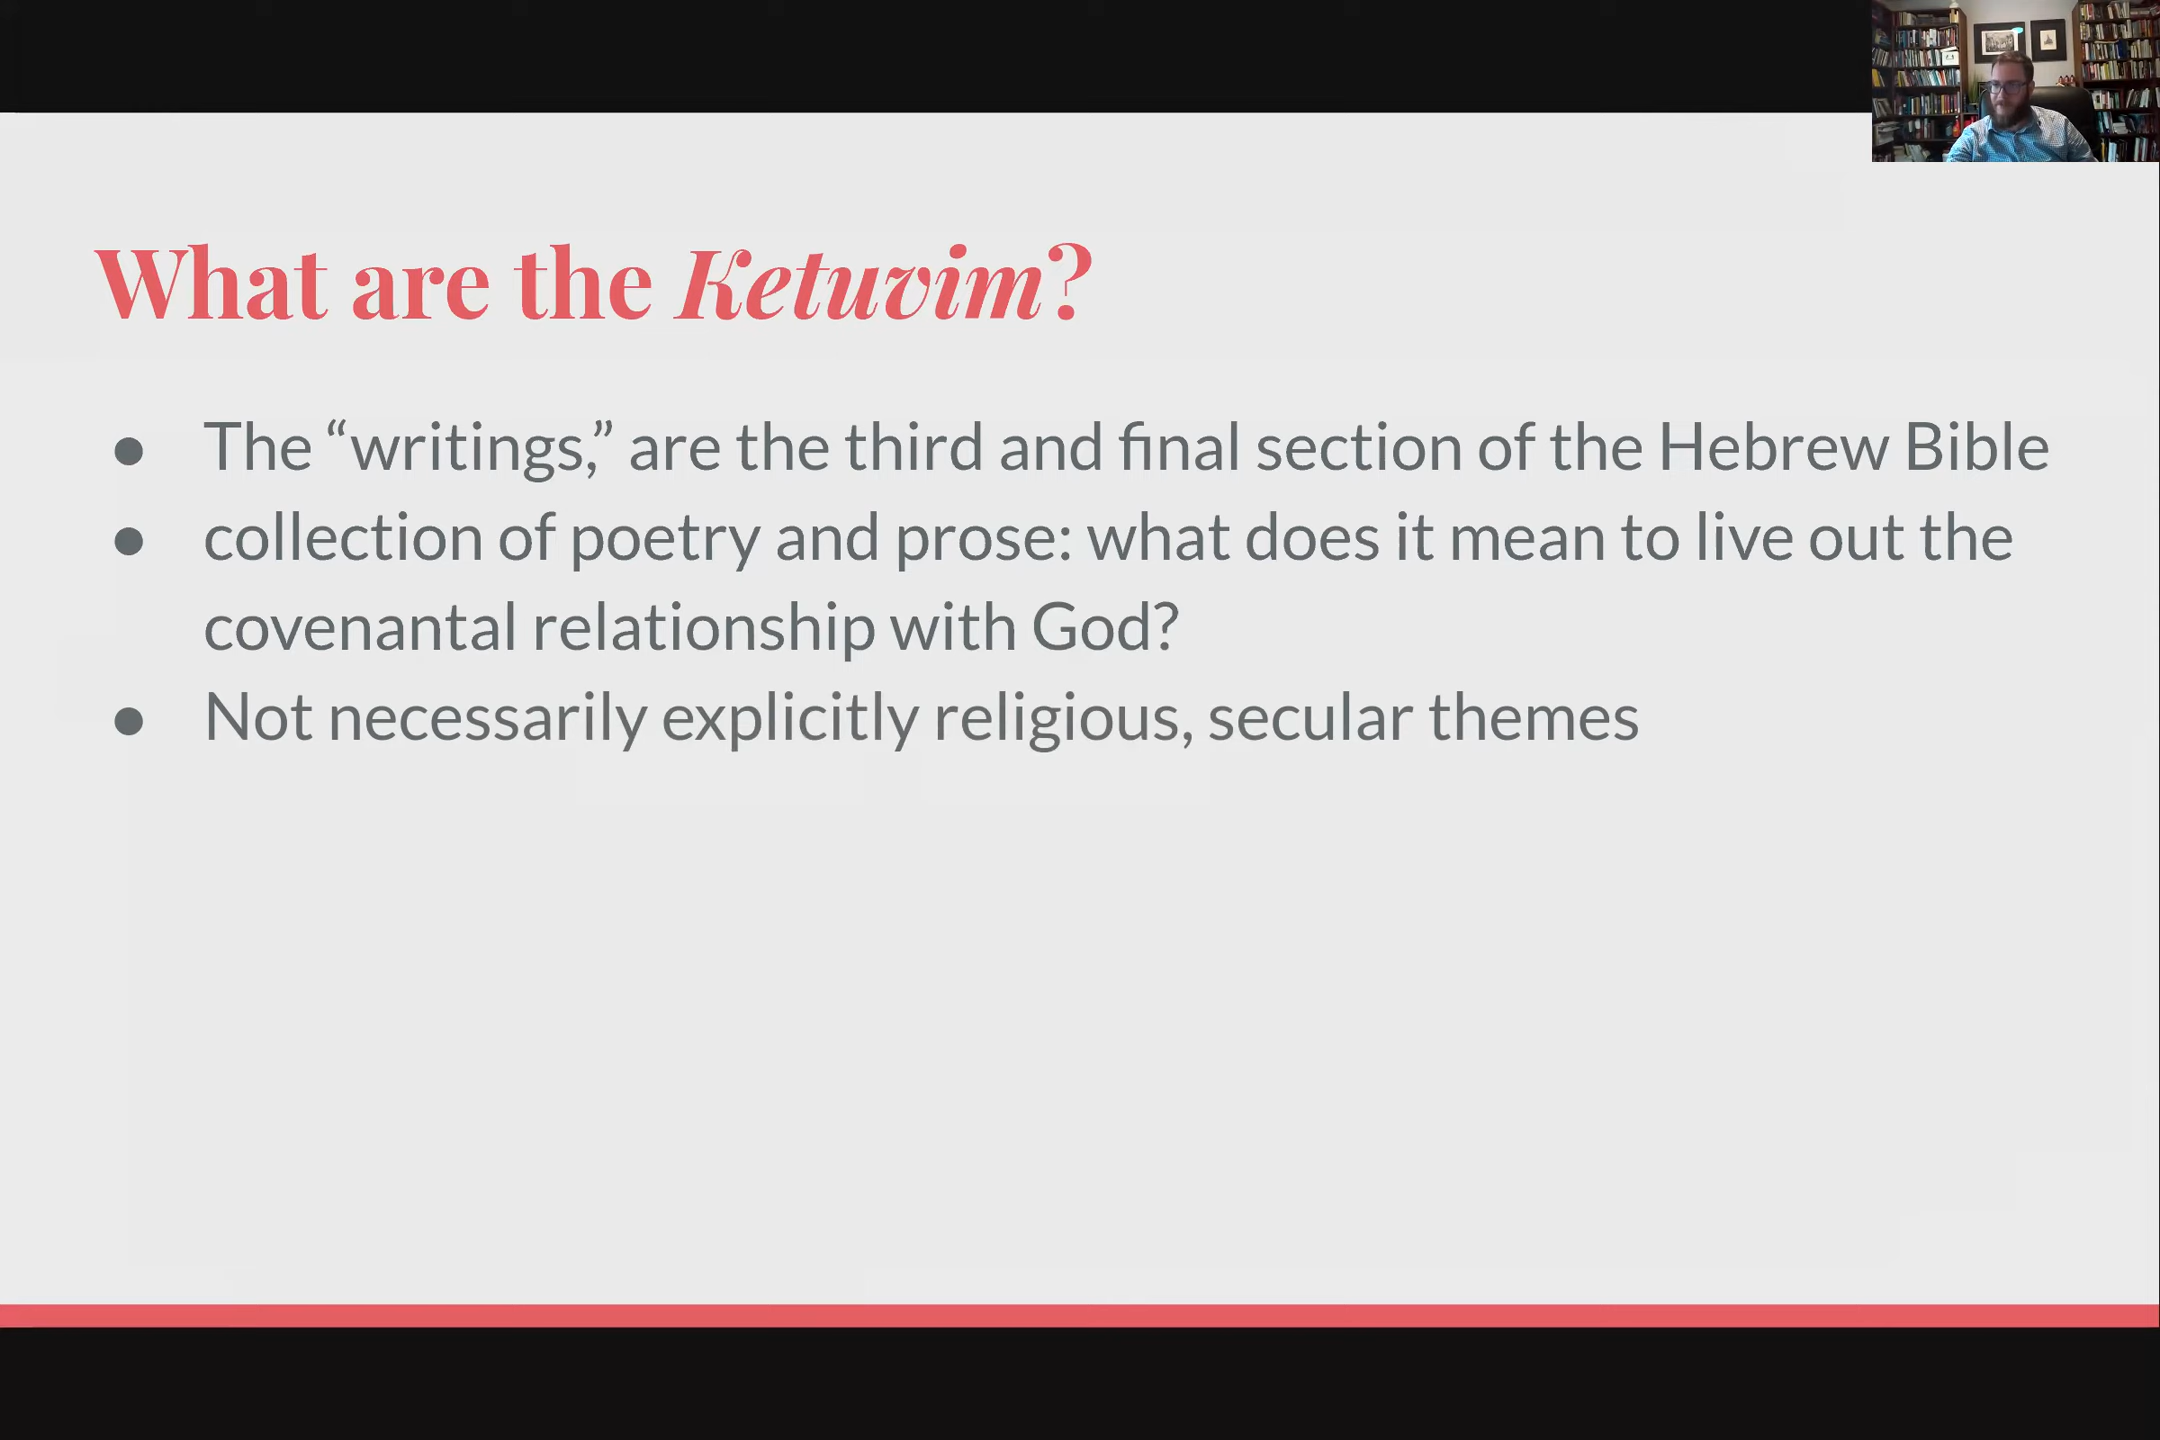 What are the Ketuvim?
● The “writings,” are the third and final section of the Hebrew Bible
● collection of poetry and prose: what does it mean to live out the
covenantal relationship with God?
● Not necessarily explicitly religious, secular themes